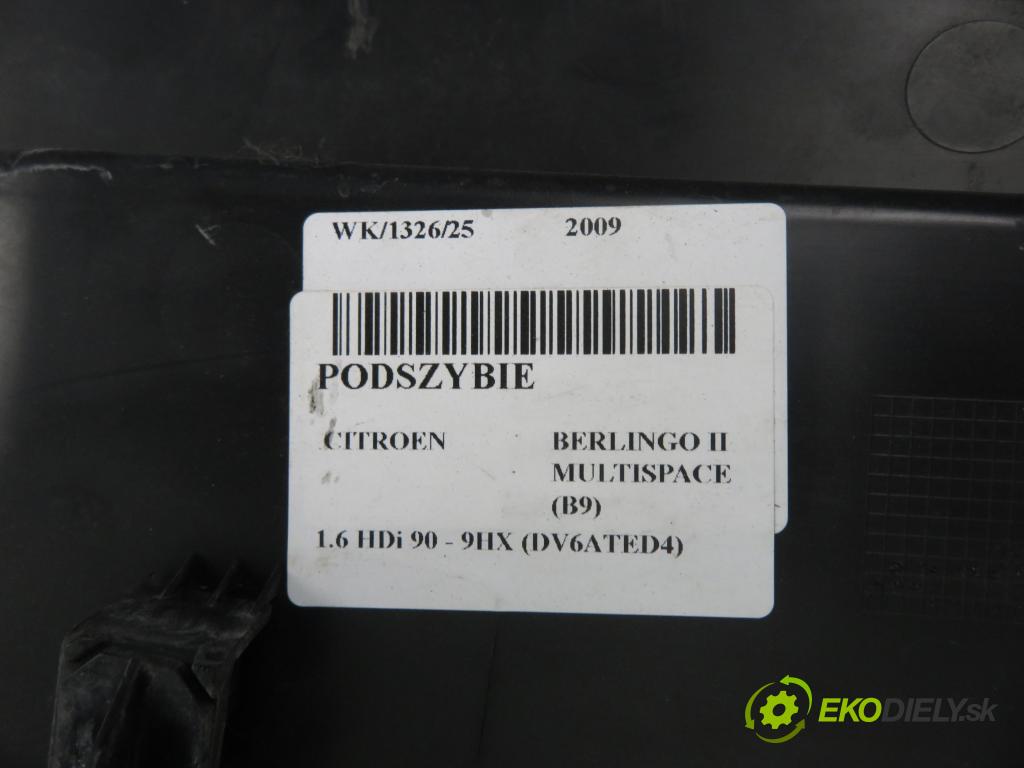 WK/1326/25 2009
PODSZYBIE
CITROEN BERLINGO II
MULTISPACE
(B9)
1.6 HDi 90 - 9HX (DV6ATED4)
EKODIELY.sk